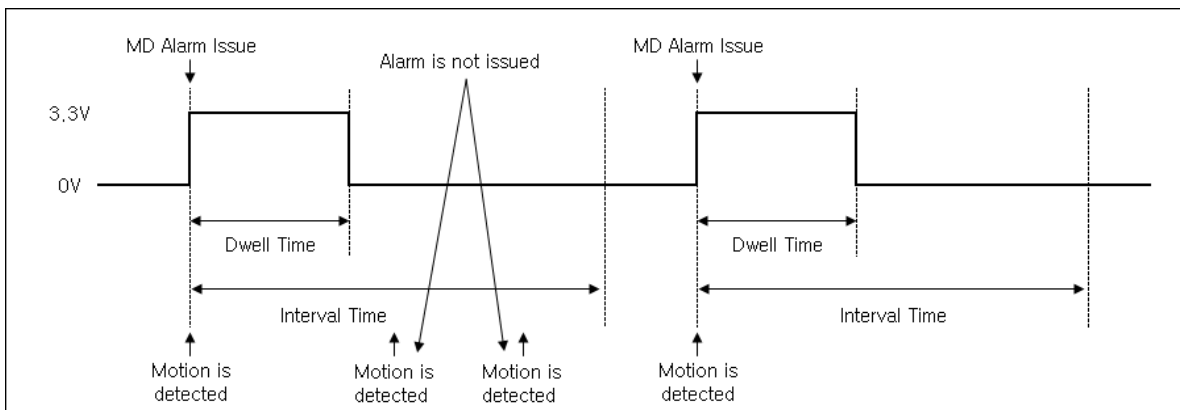 MD Alarm Issue
MD Alarm Issue
Alarm is not issued
3.3V
0V
Dwell Time
Dwell Time
Interval Time
Interval Time
Motion is
detected
Motion is
detected
Motion is
detected
Motion is
detected